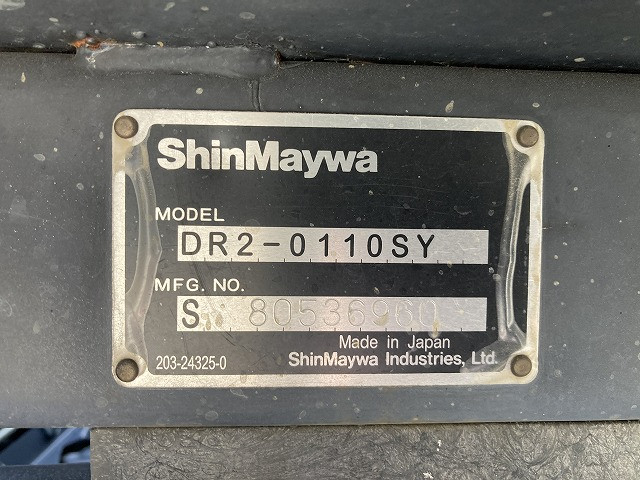 ShinMaywa
MODEL
DR2-0110SY
MFG. NO.
S 80536960
Made in Japan
203-24325-0 ShinMaywa Industries, Ltd.